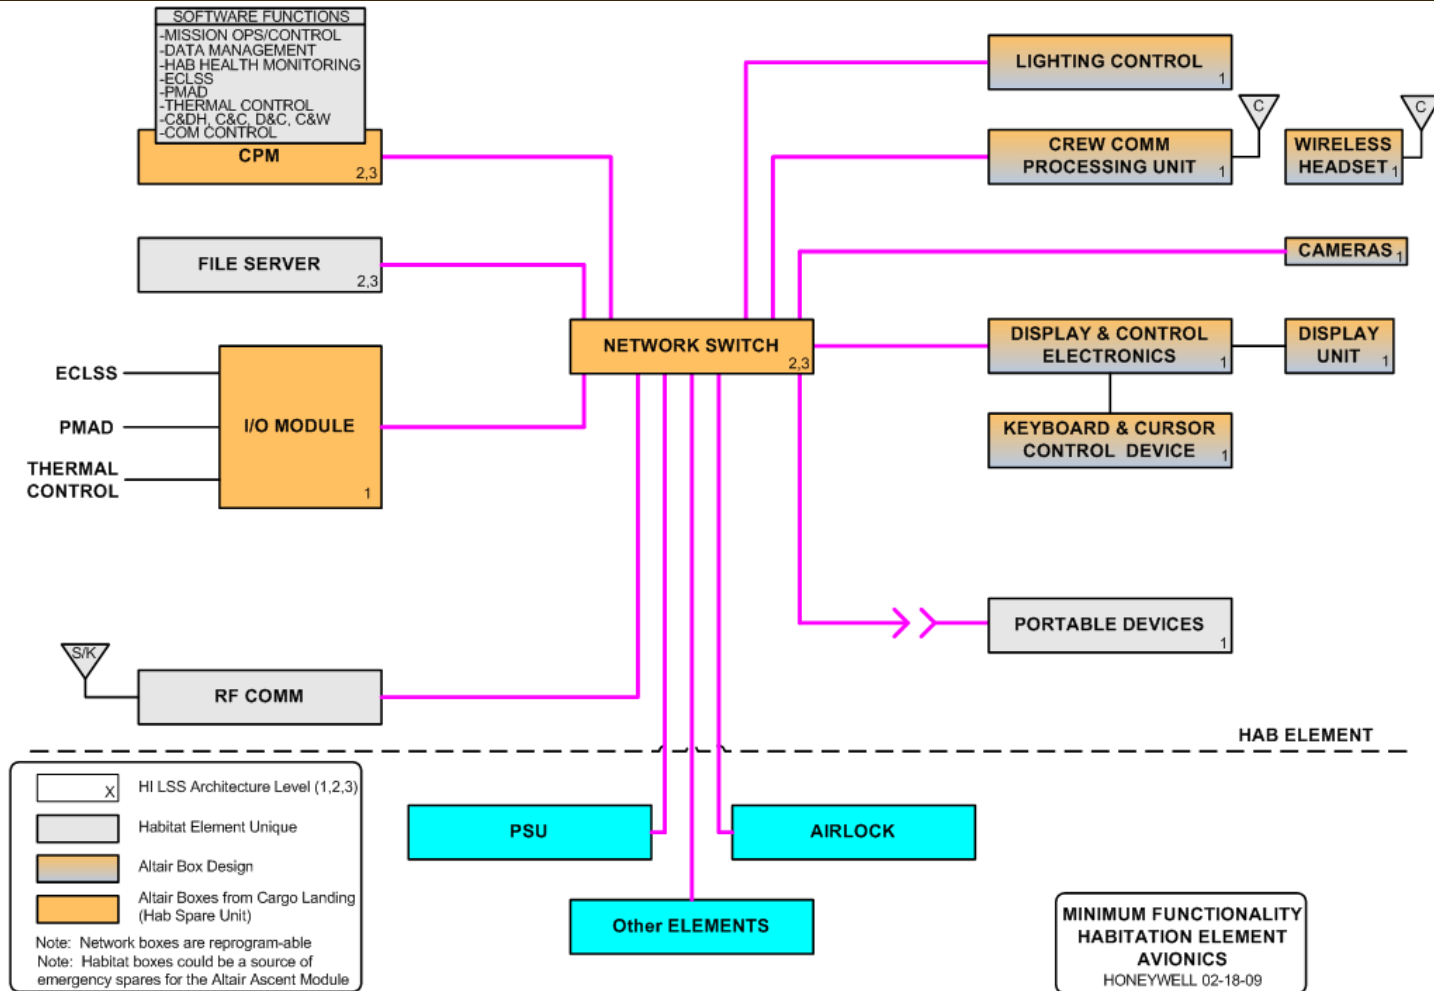 SOFTWARE FUNCTIONS
-MISSION OPS/CONTROL
-DATA MANAGEMENT
-HAB HEALTH MONITORING
-ECLSS
-PMAD
-THERMAL CONTROL
-C&DH, C&C, D&C, C&W
-COM CONTROL
CPM
2,3
FILE SERVER
2,3
ECLSS
PMAD
THERMAL
CONTROL
I/O MODULE
1
S/K
RF COMM
NETWORK SWITCH
2,3
LIGHTING CONTROL
1
C
CREW COMM
PROCESSING UNIT
1
C
WIRELESS
HEADSET
1
CAMERAS
1
DISPLAY & CONTROL
ELECTRONICS
1
DISPLAY
UNIT
1
KEYBOARD & CURSOR
CONTROL DEVICE
1
PORTABLE DEVICES
1
HAB ELEMENT
PSU
AIRLOCK
Other ELEMENTS
X
HI LSS Architecture Level (1,2,3)
Habitat Element Unique
Altair Box Design
Altair Boxes from Cargo Landing
(Hab Spare Unit)
Note: Network boxes are reprogram-able
Note: Habitat boxes could be a source of
emergency spares for the Altair Ascent Module
MINIMUM FUNCTIONALITY
HABITATION ELEMENT
AVIONICS
HONEYWELL 02-18-09